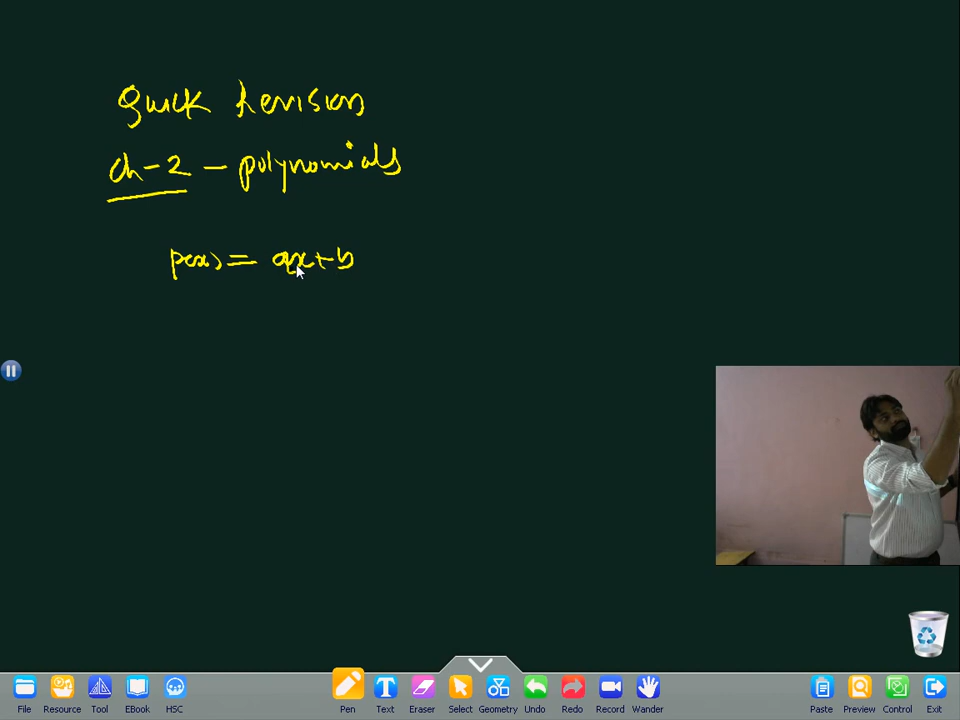 Quick Revision
ch-2 - polynomials
p(x) = ax+b
File Resource Tool EBook HSC Pen Text Eraser Select Geometry Undo Redo Record Wander Paste Preview Control Exit